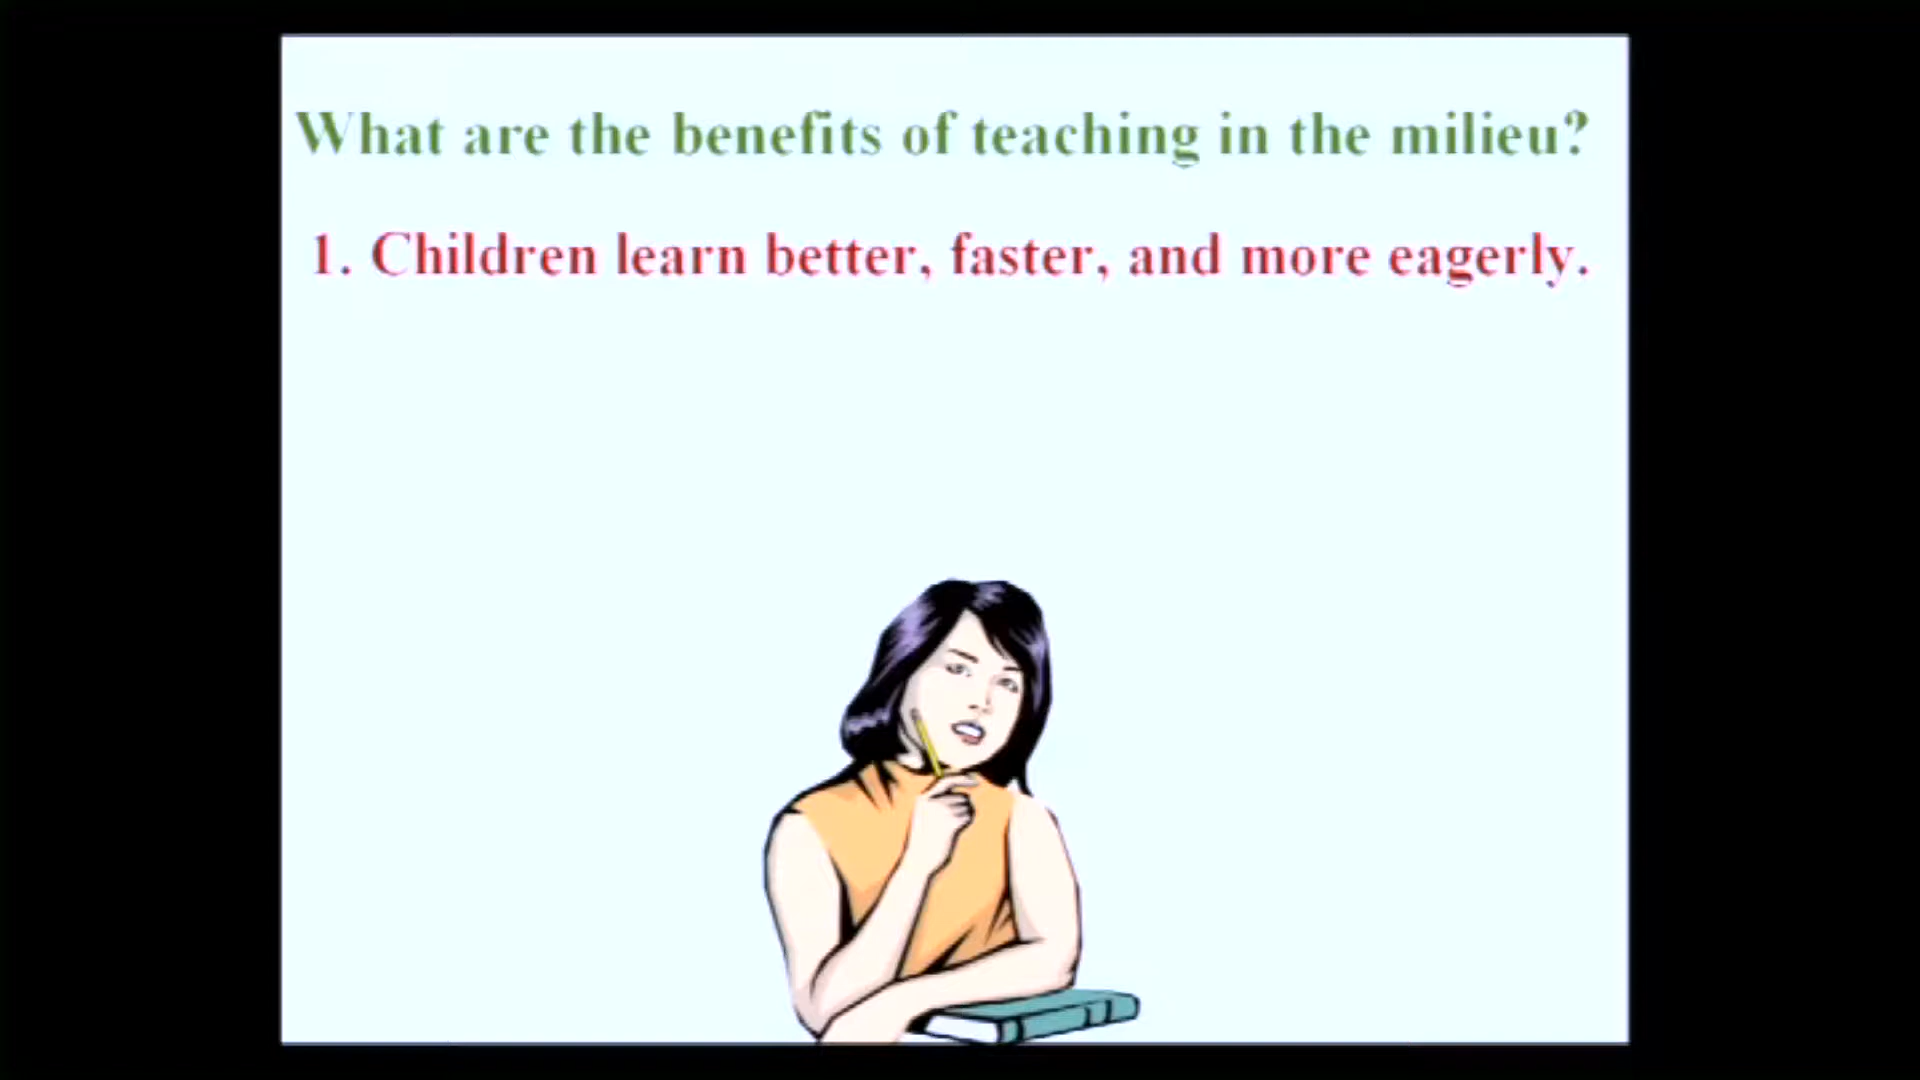 What are the benefits of teaching in the milieu?
1. Children learn better, faster, and more eagerly.